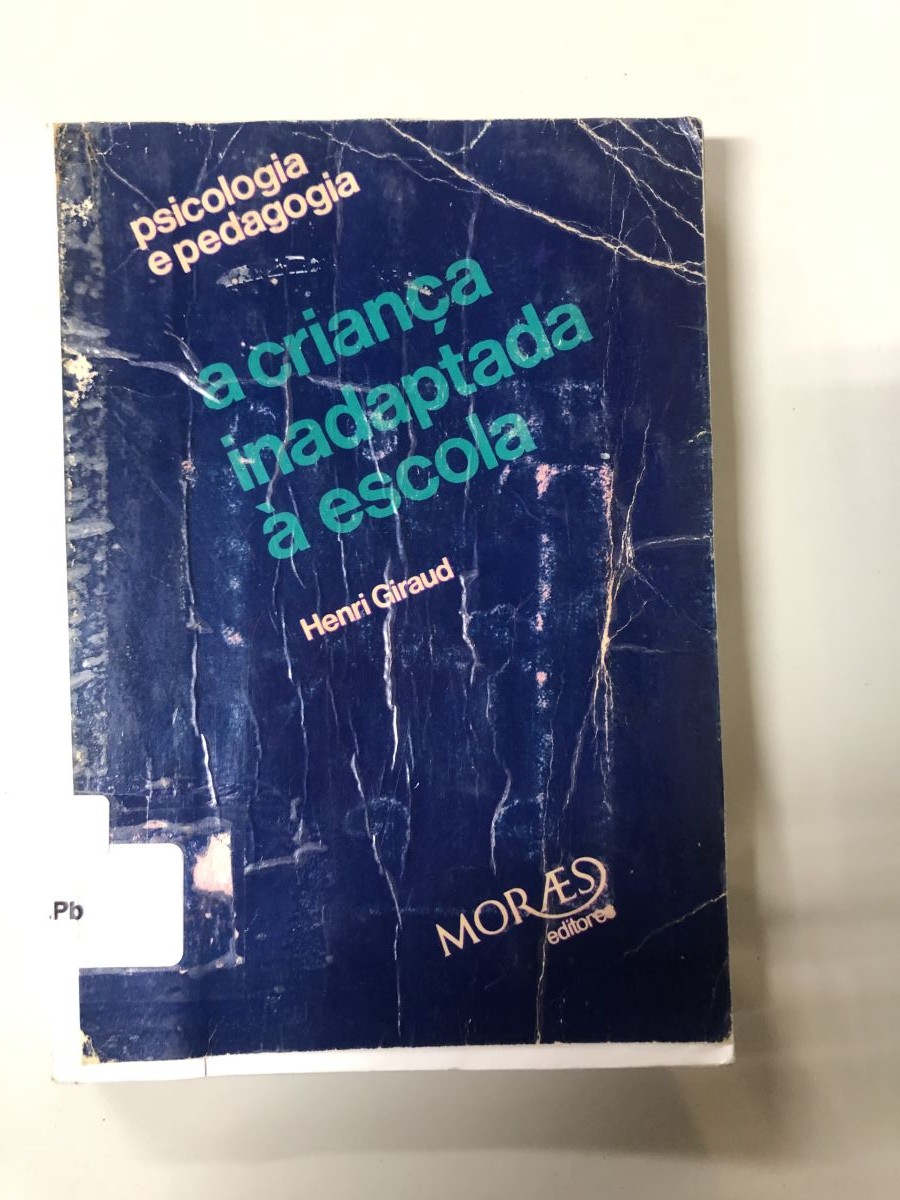 psicologia
e pedagogia
a criança
inadaptada
à escola
Henri Giraud
MORÆS
editores
.Pb